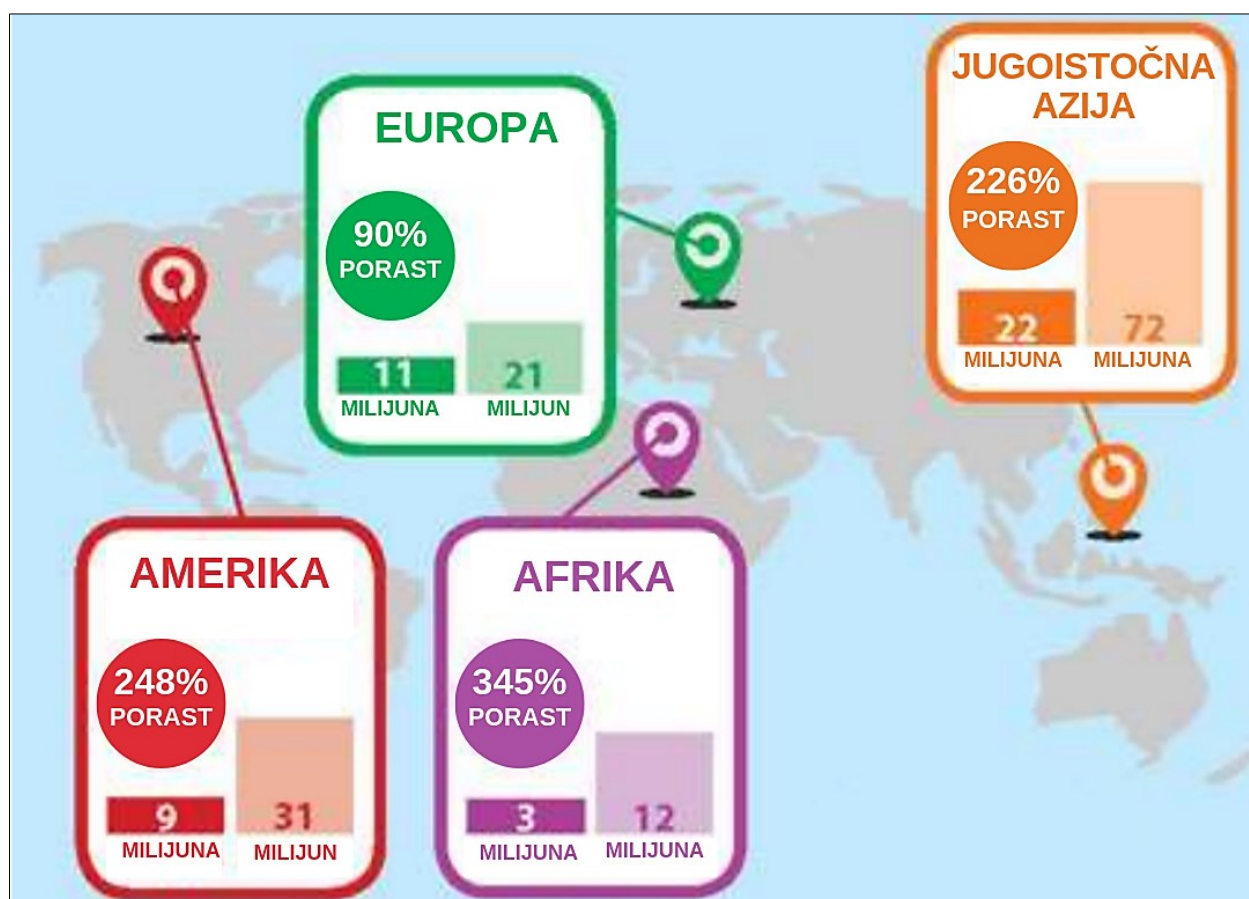 EUROPA
90%
PORAST
11 21
MILIJUNA MILIJUN
JUGOISTOČNA
AZIJA
226%
PORAST
22 72
MILIJUNA MILIJUNA
AMERIKA
248%
PORAST
9 31
MILIJUNA MILIJUN
AFRIKA
345%
PORAST
3 12
MILIJUNA MILIJUNA